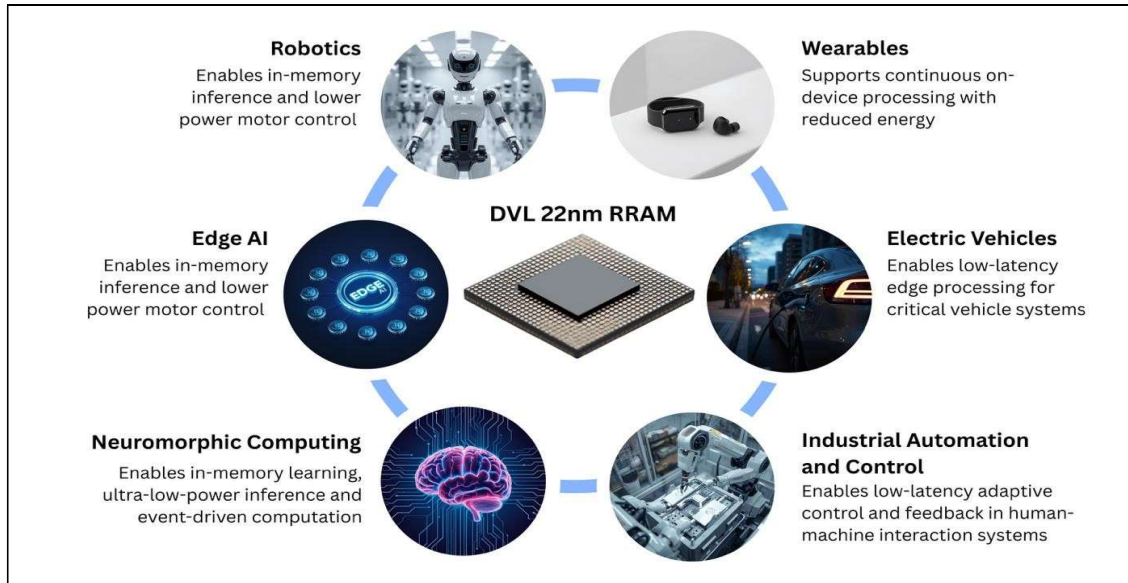 Robotics
Enables in-memory
inference and lower
power motor control
Wearables
Supports continuous on-
device processing with
reduced energy
DVL 22nm RRAM
Edge AI
Enables in-memory
inference and lower
power motor control
EDGE
AI
Electric Vehicles
Enables low-latency
edge processing for
critical vehicle systems
Neuromorphic Computing
Enables in-memory learning,
ultra-low-power inference and
event-driven computation
Industrial Automation
and Control
Enables low-latency adaptive
control and feedback in human-
machine interaction systems